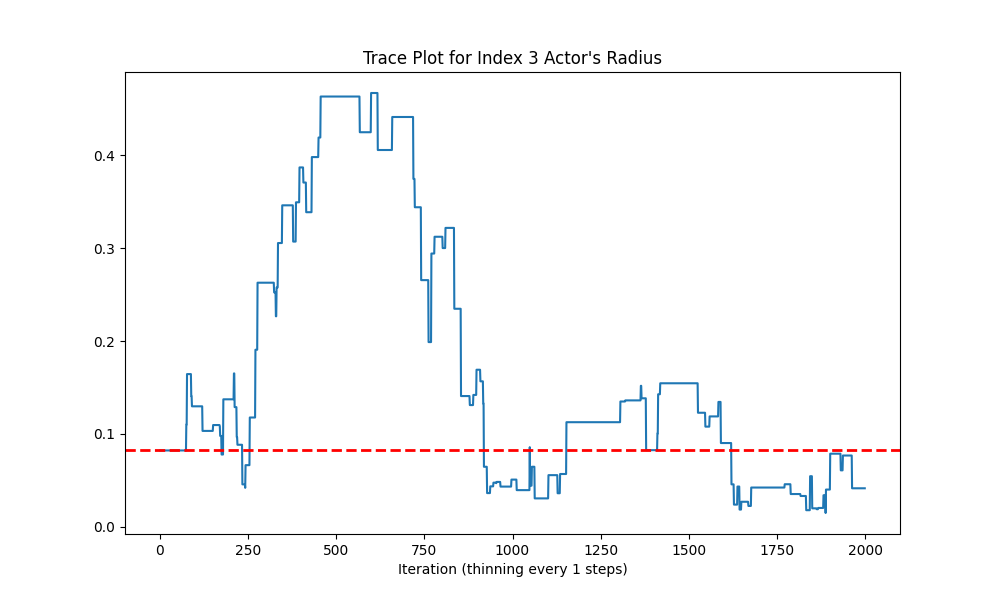 Trace Plot for Index 3 Actor's Radius
0.4
0.3
0.2
0.1
0.0
0 250 500 750 1000 1250 1500 1750 2000
Iteration (thinning every 1 steps)